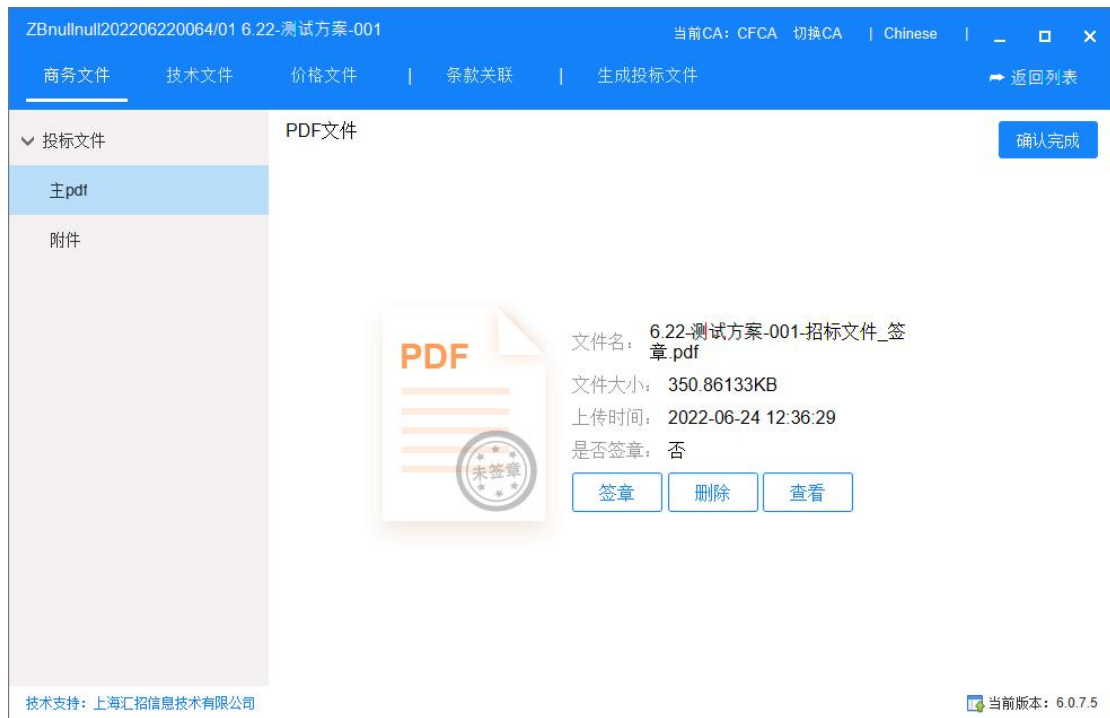 ZBnullnull202206220064/01 6.22-测试方案-001
当前CA：CFCA 切换CA | Chinese |
商务文件 技术文件 价格文件 | 条款关联 | 生成投标文件
返回列表
投标文件
主pdf
附件
PDF文件
确认完成
PDF
未签章
文件名： 6.22-测试方案-001-招标文件_签
章.pdf
文件大小： 350.86133KB
上传时间： 2022-06-24 12:36:29
是否签章： 否
签章 删除 查看
技术支持：上海汇招信息技术有限公司
当前版本：6.0.7.5